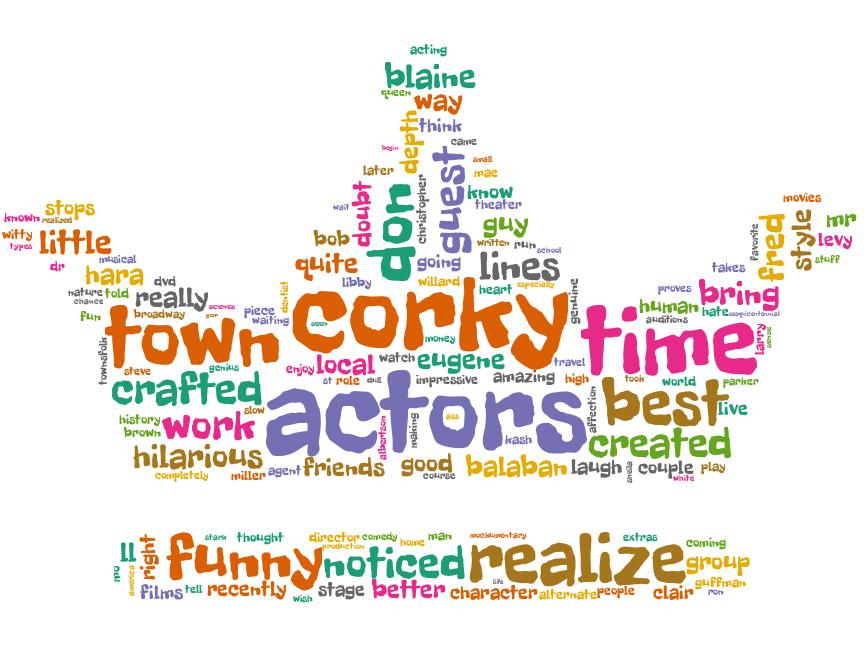 acting
blaine
queen
way
depth
think
came
begin
small
later
mae
wait
doubt
don
christopher
guest
know
theater
guy
written
run
school
bob
quite
libby
going
willard
lines
heart
especially
genuine
known
stops
realized
witty
types
little
dr
musical
hara
dvd
nature
told
chance
really
fun
broadway
piece
waiting
dentist
movies
favorite
fred
style
mr
levy
stuff
takes
proves
bring
human
hate
sesquicentennial
auditions
larry
town
corky
time
money
townsfolk
steve
genius
enjoy
local
watch
eugene
travel
st
role
dull
impressive
amazing
high
took
world
parker
crafted
actors
best
live
affection
history
brown
work
slow
albertson
making
ass
kash
created
hilarious
completely
miller
agent
friends
good
course
balaban
laugh
sheila
couple
white
play
mo
ll
america
right
stark
thought
funny
director
comedy
production
home
man
noticed
mockumentary
realize
extras
coming
group
guffman
ron
films
tell
recently
wish
stage
better
life
character
alternate
people
clair